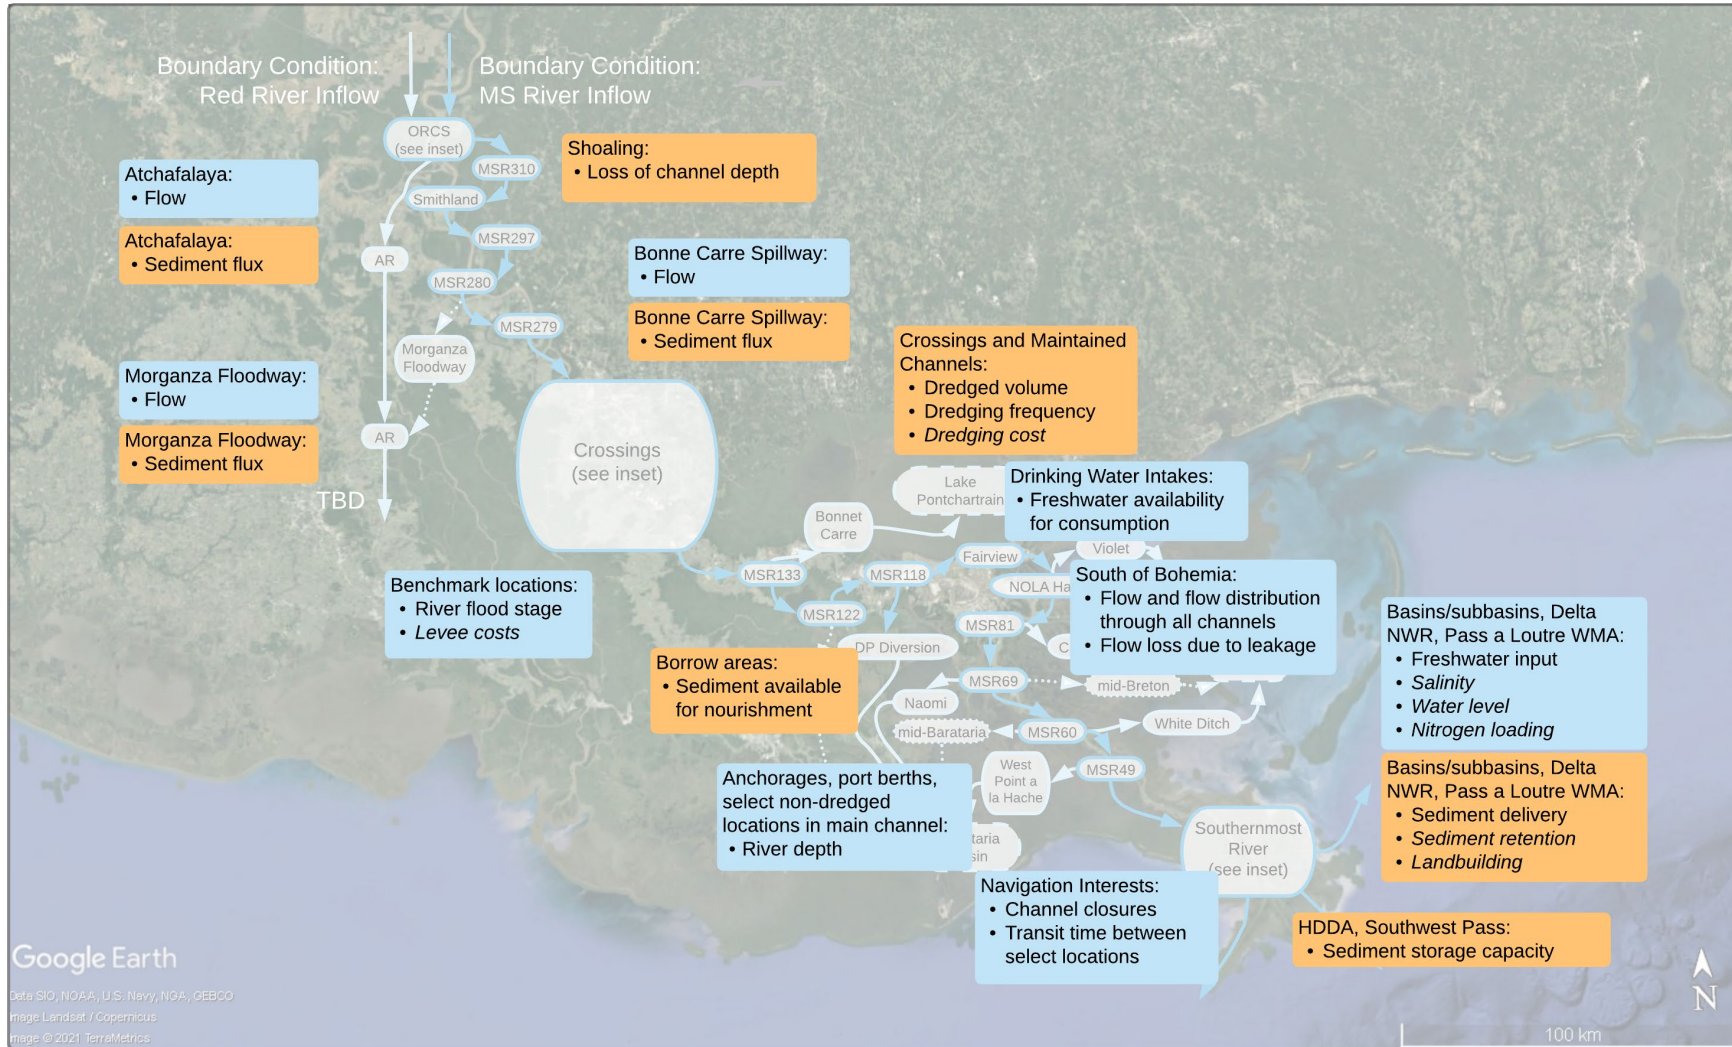 Boundary Condition:
Red River Inflow
Boundary Condition:
MS River Inflow
ORCS
(see inset)
MSR310
Smithland
MSR297
AR
MSR280
MSR279
Morganza
Floodway
AR
TBD
Shoaling:
• Loss of channel depth
Atchafalaya:
• Flow
Atchafalaya:
• Sediment flux
Bonne Carre Spillway:
• Flow
Bonne Carre Spillway:
• Sediment flux
Morganza Floodway:
• Flow
Morganza Floodway:
• Sediment flux
Crossings and Maintained
Channels:
• Dredged volume
• Dredging frequency
• Dredging cost
Crossings
(see inset)
Lake
Pontchartrain
Drinking Water Intakes:
• Freshwater availability
for consumption
Bonnet
Carre
Violet
Fairview
MSR133
MSR118
NOLA Ha
MSR122
MSR81
DP Diversion
C
Benchmark locations:
• River flood stage
• Levee costs
South of Bohemia:
• Flow and flow distribution
through all channels
• Flow loss due to leakage
Basins/subbasins, Delta
NWR, Pass a Loutre WMA:
• Freshwater input
• Salinity
• Water level
• Nitrogen loading
Borrow areas:
• Sediment available
for nourishment
MSR69
mid-Breton
Naomi
mid-Barataria
MSR60
White Ditch
West
Point a
la Hache
MSR49
Anchorages, port berths,
select non-dredged
locations in main channel:
• River depth
taria
sin
Southernmost
River
(see inset)
Basins/subbasins, Delta
NWR, Pass a Loutre WMA:
• Sediment delivery
• Sediment retention
• Landbuilding
Navigation Interests:
• Channel closures
• Transit time between
select locations
HDDA, Southwest Pass:
• Sediment storage capacity
Google Earth
Data SIO, NOAA, U.S. Navy, NGA, GEBCO
Image Landsat / Copernicus
Image © 2021 TerraMetrics
N
100 km